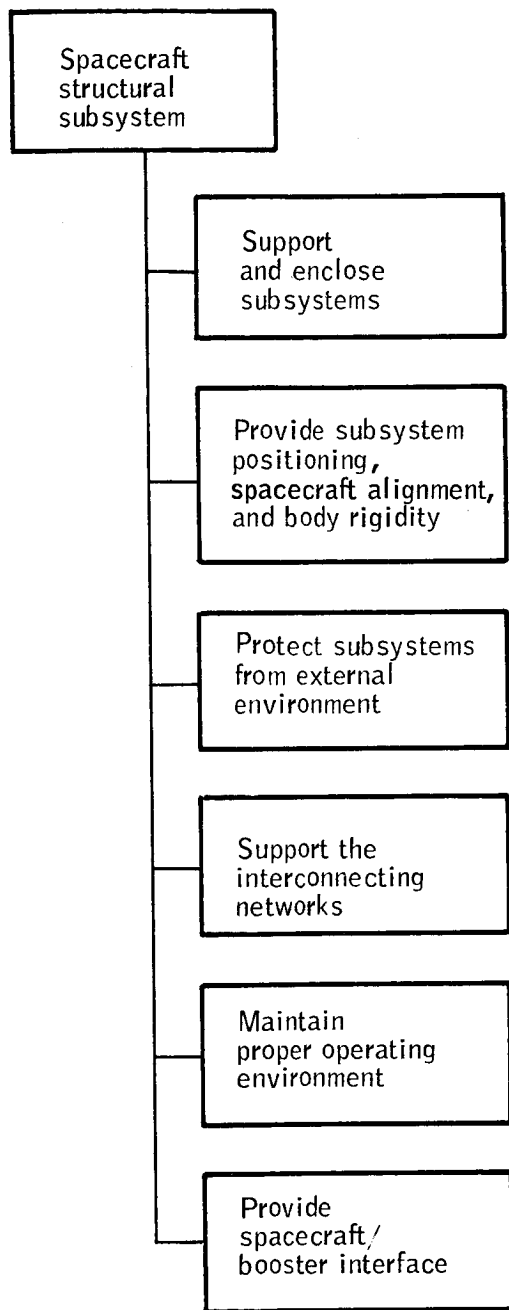 Spacecraft
structural
subsystem
Support
and enclose
subsystems
Provide subsystem
positioning,
spacecraft alignment,
and body rigidity
Protect subsystems
from external
environment
Support the
interconnecting
networks
Maintain
proper operating
environment
Provide
spacecraft/
booster interface